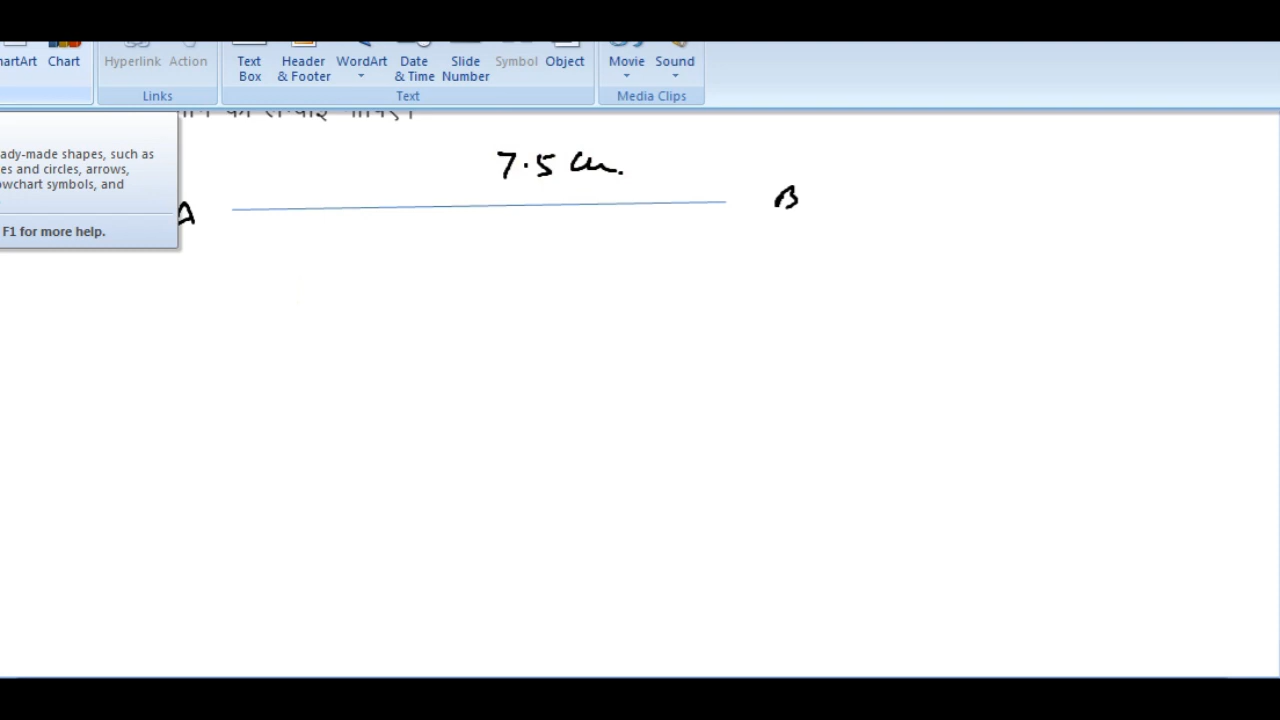 Chart
Hyperlink Action
Text Box
Header & Footer
WordArt
Date & Time
Slide Number
Symbol
Object
Movie
Sound
Links
Text
Media Clips
ady-made shapes, such as
es and circles, arrows,
owchart symbols, and
F1 for more help.
7.5 cm.
A B